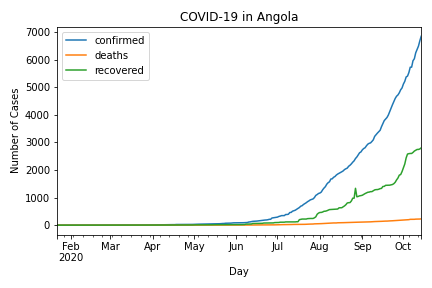 COVID-19 in Angola
confirmed
deaths
recovered
Number of Cases
7000
6000
5000
4000
3000
2000
1000
0
Feb Mar Apr May Jun Jul Aug Sep Oct
2020
Day